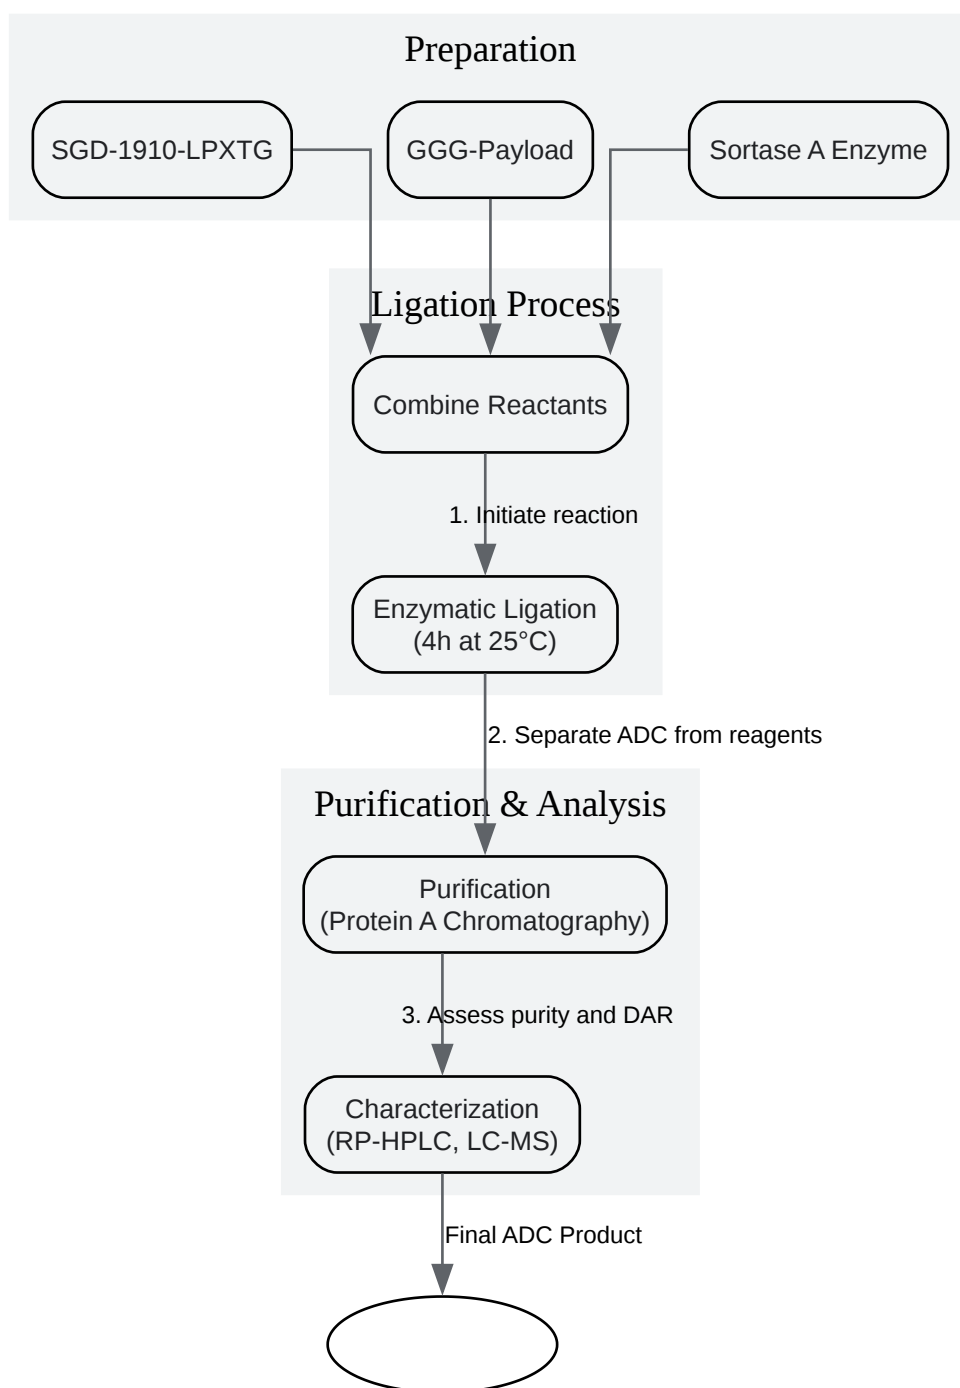 Preparation
SGD-1910-LPXTG
GGG-Payload
Sortase A Enzyme
Ligation Process
Combine Reactants
1. Initiate reaction
Enzymatic Ligation
(4h at 25°C)
2. Separate ADC from reagents
Purification & Analysis
Purification
(Protein A Chromatography)
3. Assess purity and DAR
Characterization
(RP-HPLC, LC-MS)
Final ADC Product